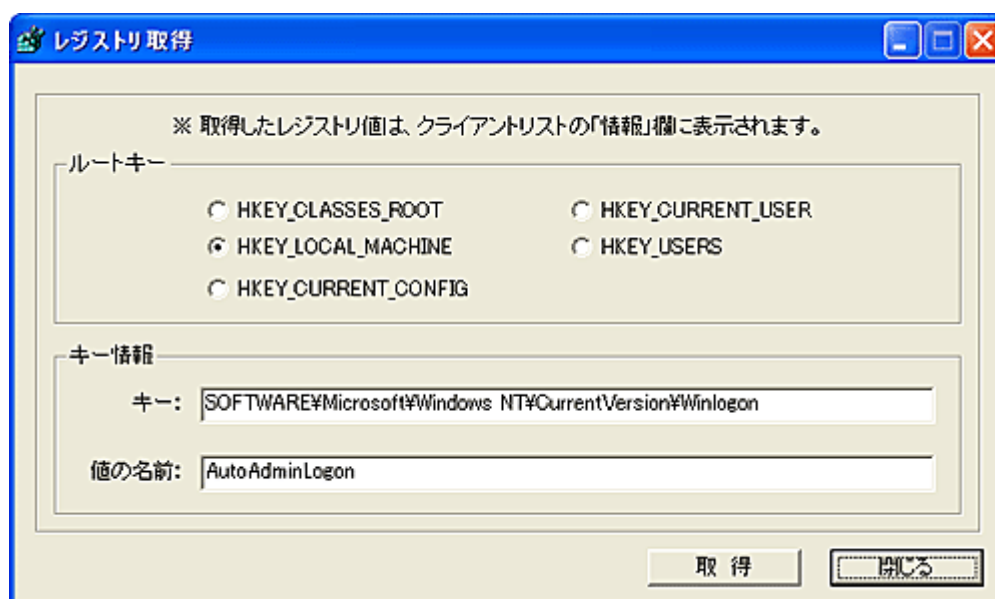 レジストリ取得
※ 取得したレジストリ値は、クライアントリストの「情報」欄に表示されます。
ルートキー
HKEY_CLASSES_ROOT HKEY_CURRENT_USER
HKEY_LOCAL_MACHINE HKEY_USERS
HKEY_CURRENT_CONFIG
キー情報
キー: SOFTWARE¥Microsoft¥Windows NT¥CurrentVersion¥Winlogon
値の名前: AutoAdminLogon
取 得 閉じる